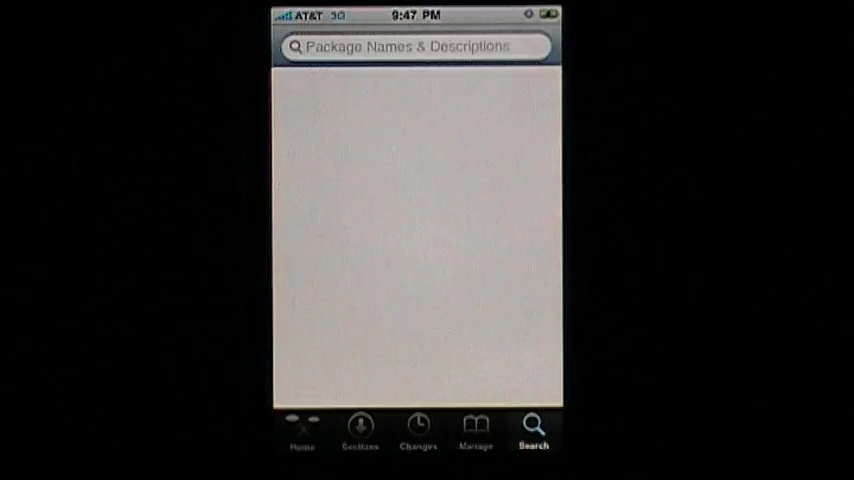 AT&T 3G 9:47 PM
Package Names & Descriptions
Home Sections Changes Manage Search